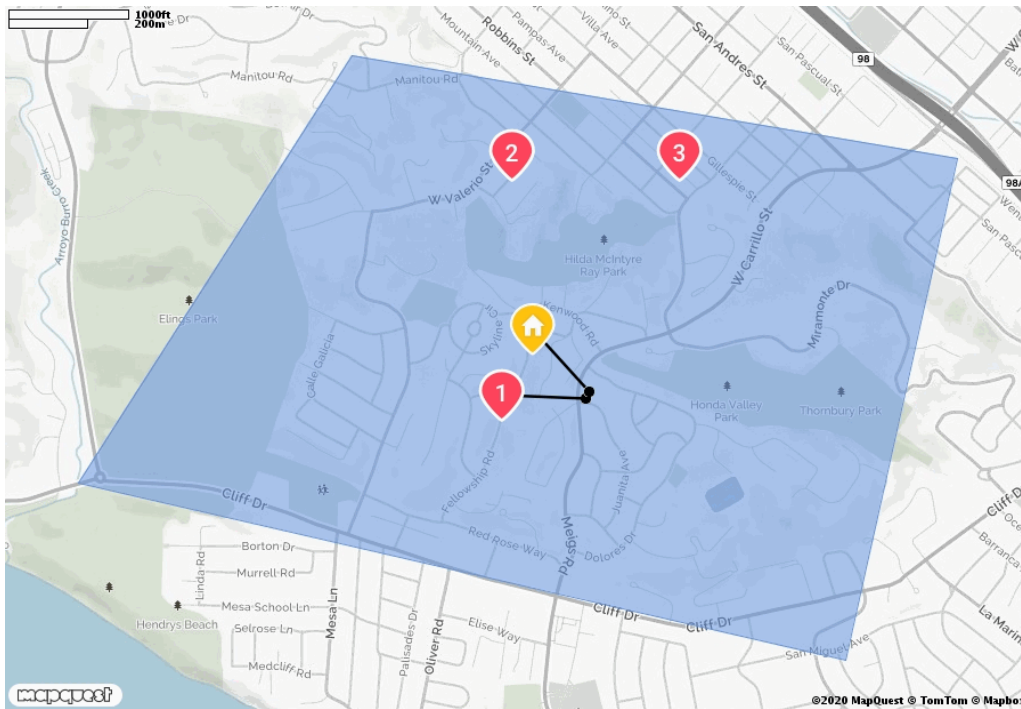 1000ft
200m
Manitou Rd
Manitou Rd
Mountain Ave
Robbins St
Pampas Ave
Villa Ave
San Andres St
San Pascual St
98
98A
San Pasc
Gillespie St
W Valerio St
W Carrillo St
Miramonte Dr
Arroyo Burro Creek
Elings Park
Hilda McIntyre
Ray Park
Kenwood Rd
Skyline Cir
Calle Galicia
Honda Valley
Park
Thornbury Park
1
2
3
Fellowship Rd
Juanita Ave
Cliff Dr
Red Rose Way
Meigs Rd
Dolores Dr
Cliff Dr
Cliff Dr
Cliff D
San Miguel Ave
Barranca
La Marin
Linda Rd
Borton Dr
Murrell Rd
Mesa School Ln
Selrose Ln
Medcliff Rd
Mesa Ln
Palisades Dr
Oliver Rd
Elise Way
Hendrys Beach
mapquest
©2020 MapQuest © TomTom © Mapbo